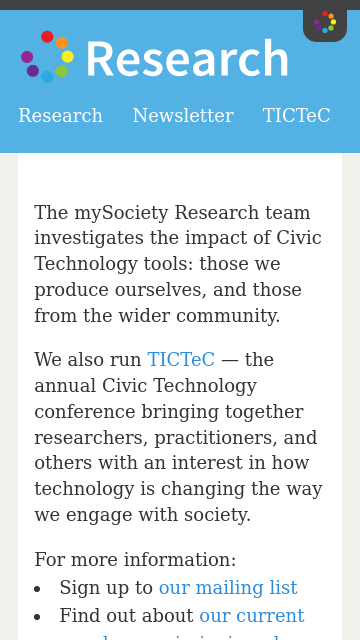 Research
Research Newsletter TICTeC
The mySociety Research team
investigates the impact of Civic
Technology tools: those we
produce ourselves, and those
from the wider community.
We also run TICTeC — the
annual Civic Technology
conference bringing together
researchers, practitioners, and
others with an interest in how
technology is changing the way
we engage with society.
For more information:
• Sign up to our mailing list
• Find out about our current